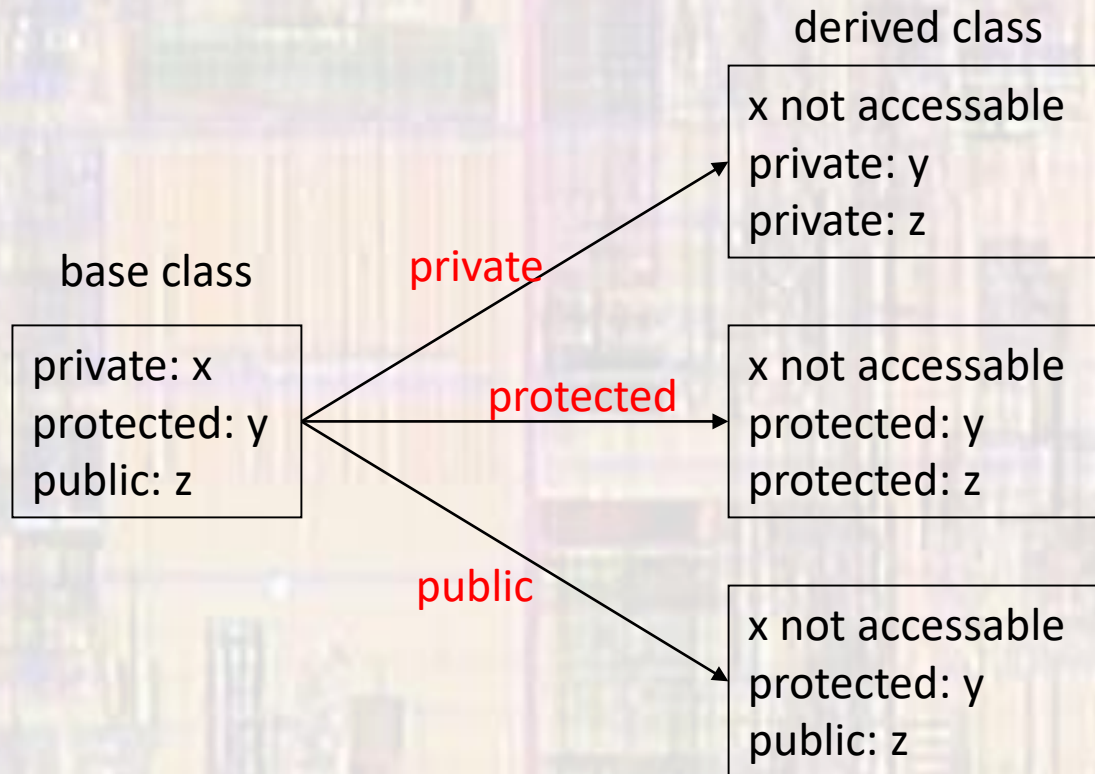 base class
private: x
protected: y
public: z
private
protected
public
derived class
x not accessable
private: y
private: z
x not accessable
protected: y
protected: z
x not accessable
protected: y
public: z